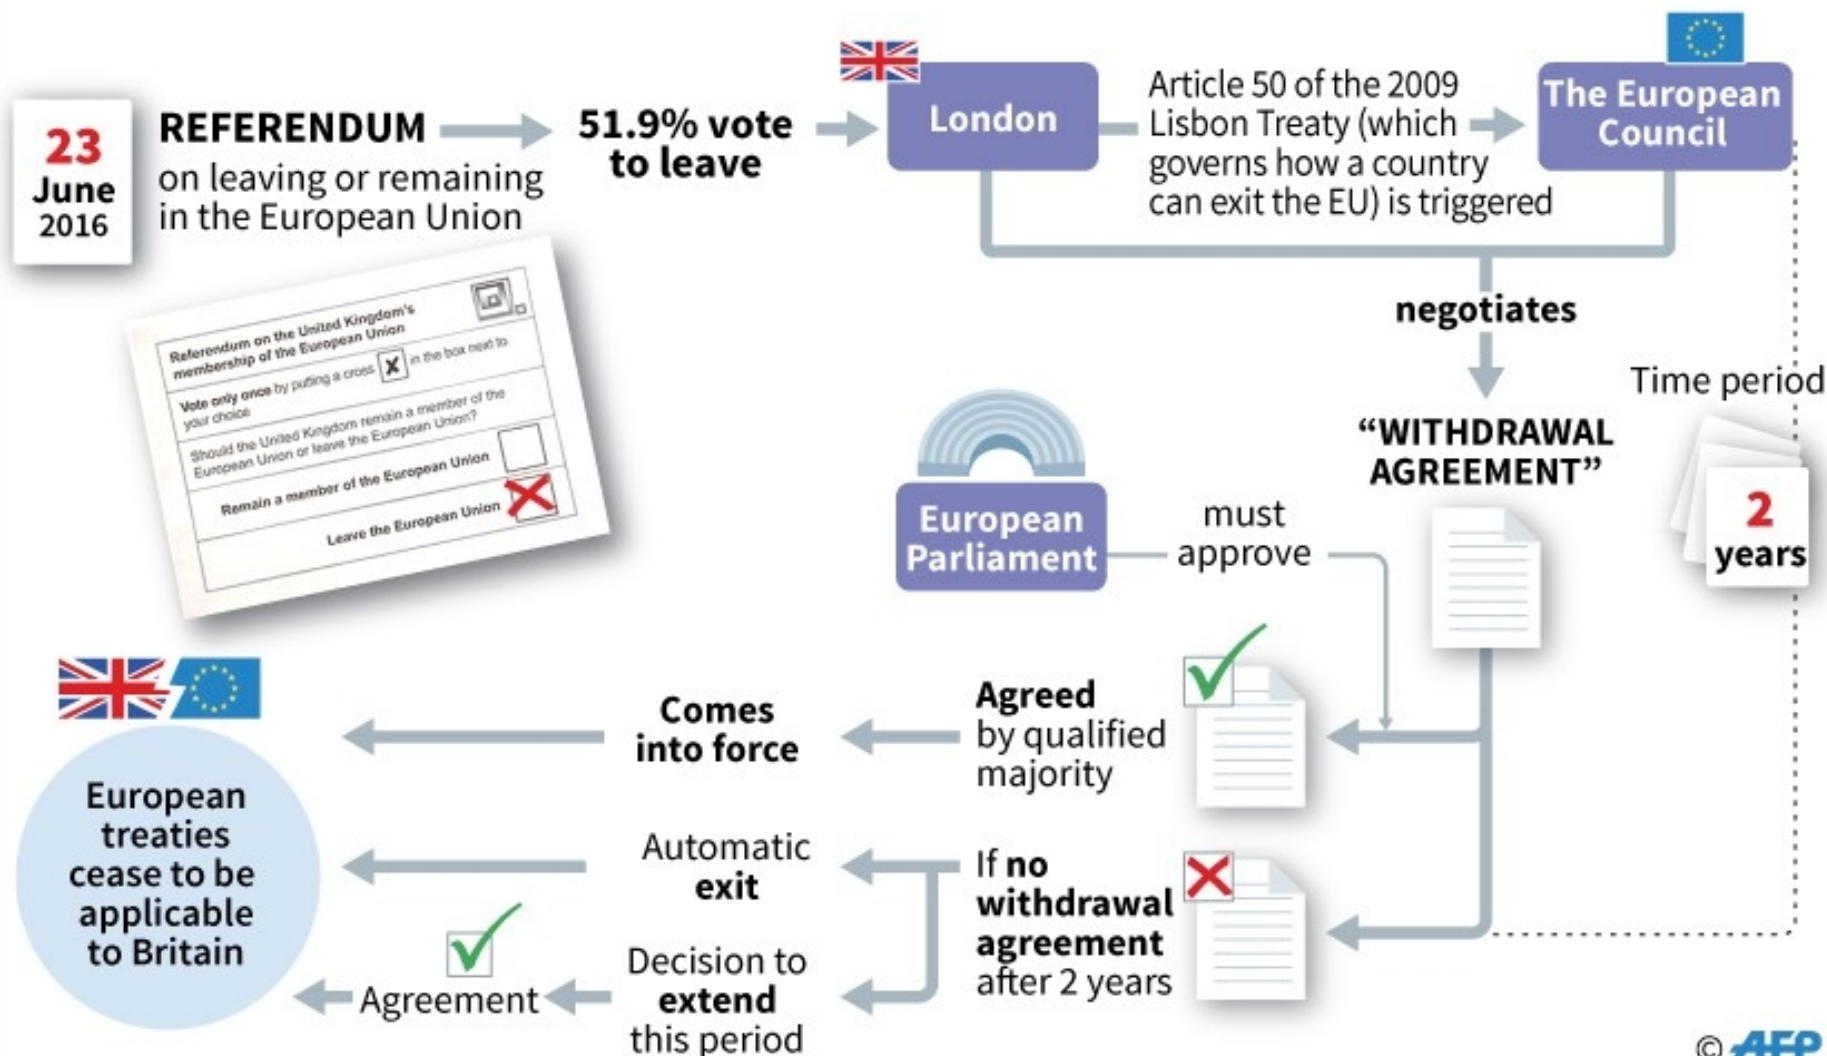 23
June
2016
REFERENDUM
on leaving or remaining
in the European Union
51.9% vote
to leave
London
Article 50 of the 2009
Lisbon Treaty (which
governs how a country
can exit the EU) is triggered
The European
Council
Referendum on the United Kingdom's
membership of the European Union
Vote only once by putting a cross X in the box next to
your choice
Should the United Kingdom remain a member of the
European Union or leave the European Union?
Remain a member of the European Union
Leave the European Union
negotiates
Time period
2
years
"WITHDRAWAL
AGREEMENT"
European
Parliament
must
approve
Agreed
by qualified
majority
Comes
into force
If no
withdrawal
agreement
after 2 years
Automatic
exit
Decision to
extend
this period
Agreement
European
treaties
cease to be
applicable
to Britain
© AFP